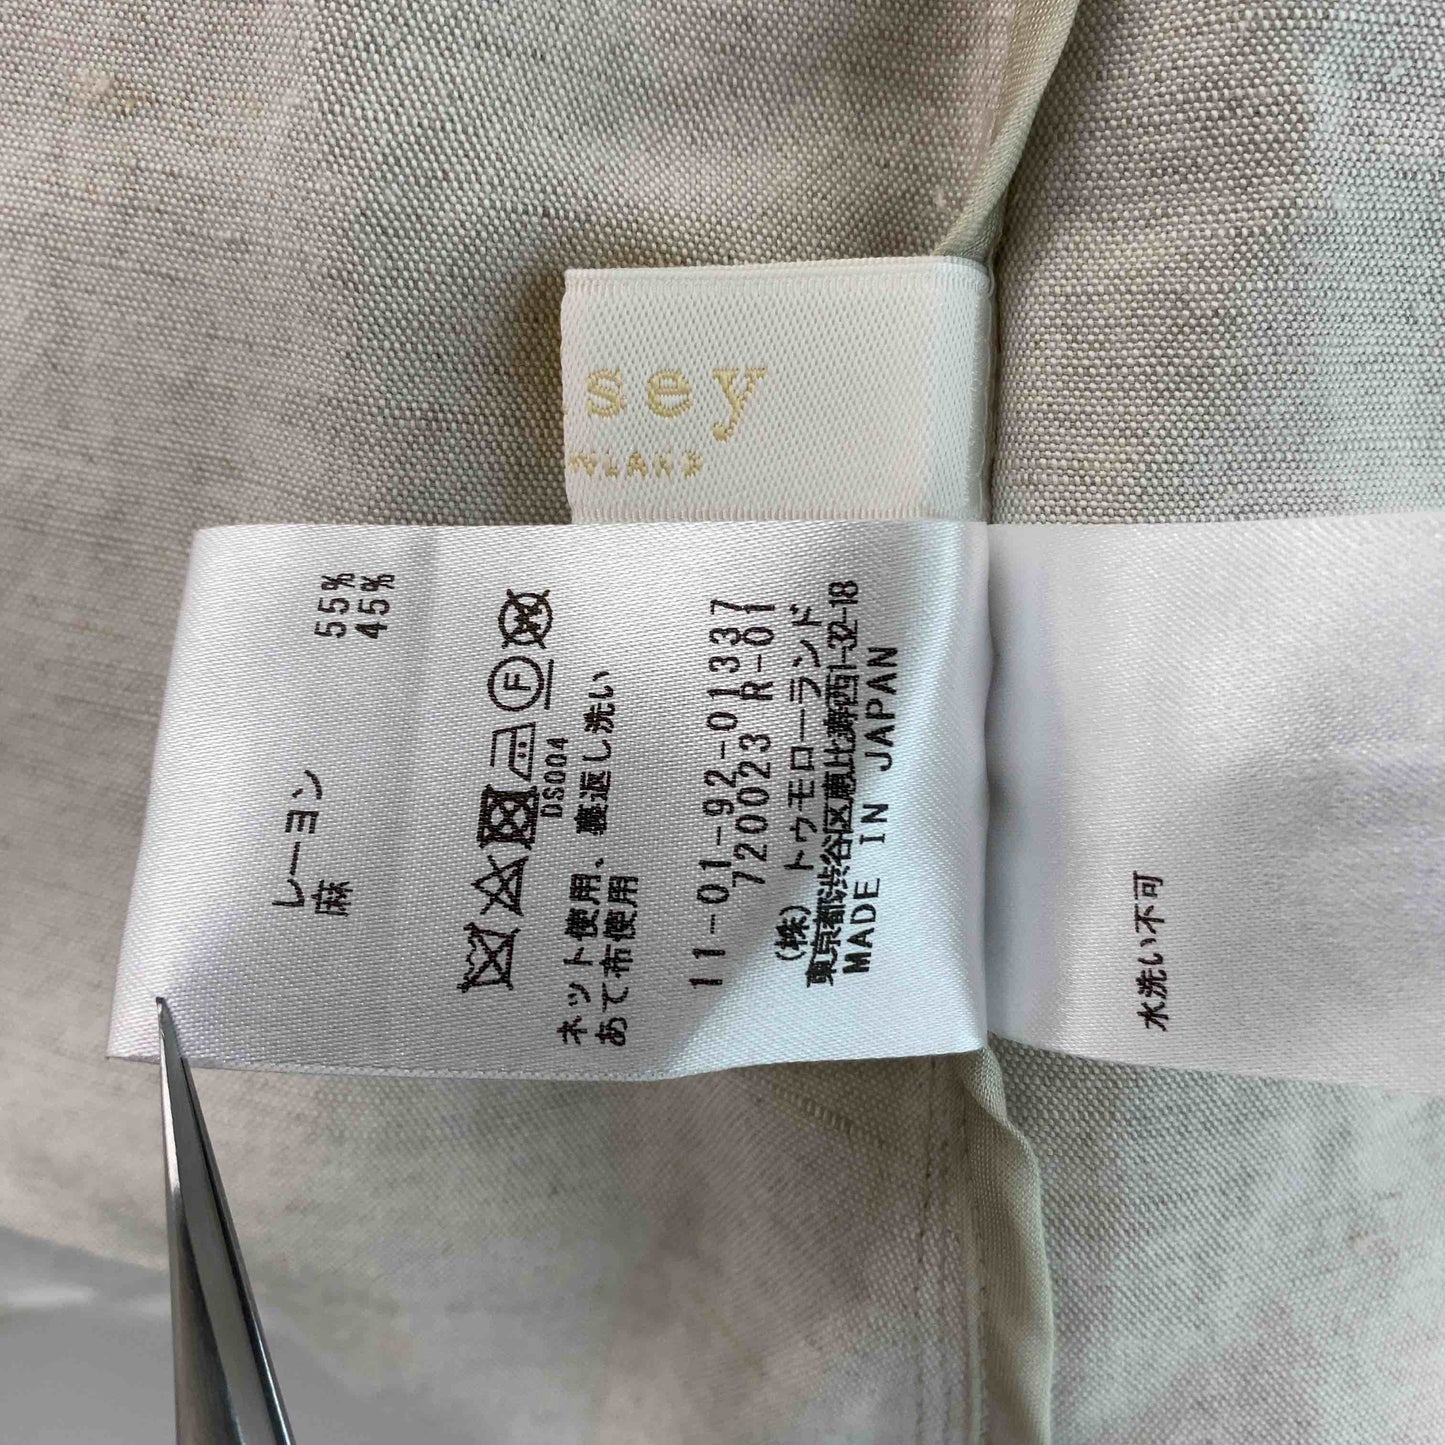 sey
レーヨン 55%
麻 45%
F
DS004
ネット使用、裏返し洗い
あて布使用
11-01-92-01337
720023 R-01
(株)トゥモローランド
東京都渋谷区恵比寿西1-32-18
MADE IN JAPAN
水洗い不可